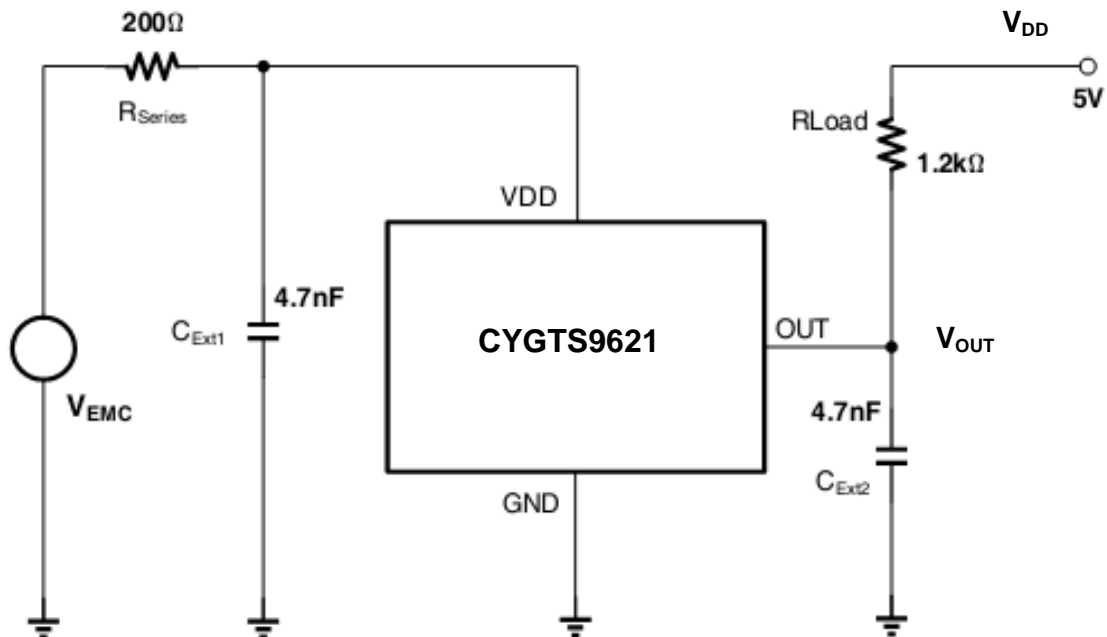 200Ω
R_Series
V_DD
5V
RLoad
1.2kΩ
VDD
4.7nF
C_Ext1
CYGTS9621
OUT
V_OUT
V_EMC
4.7nF
C_Ext2
GND